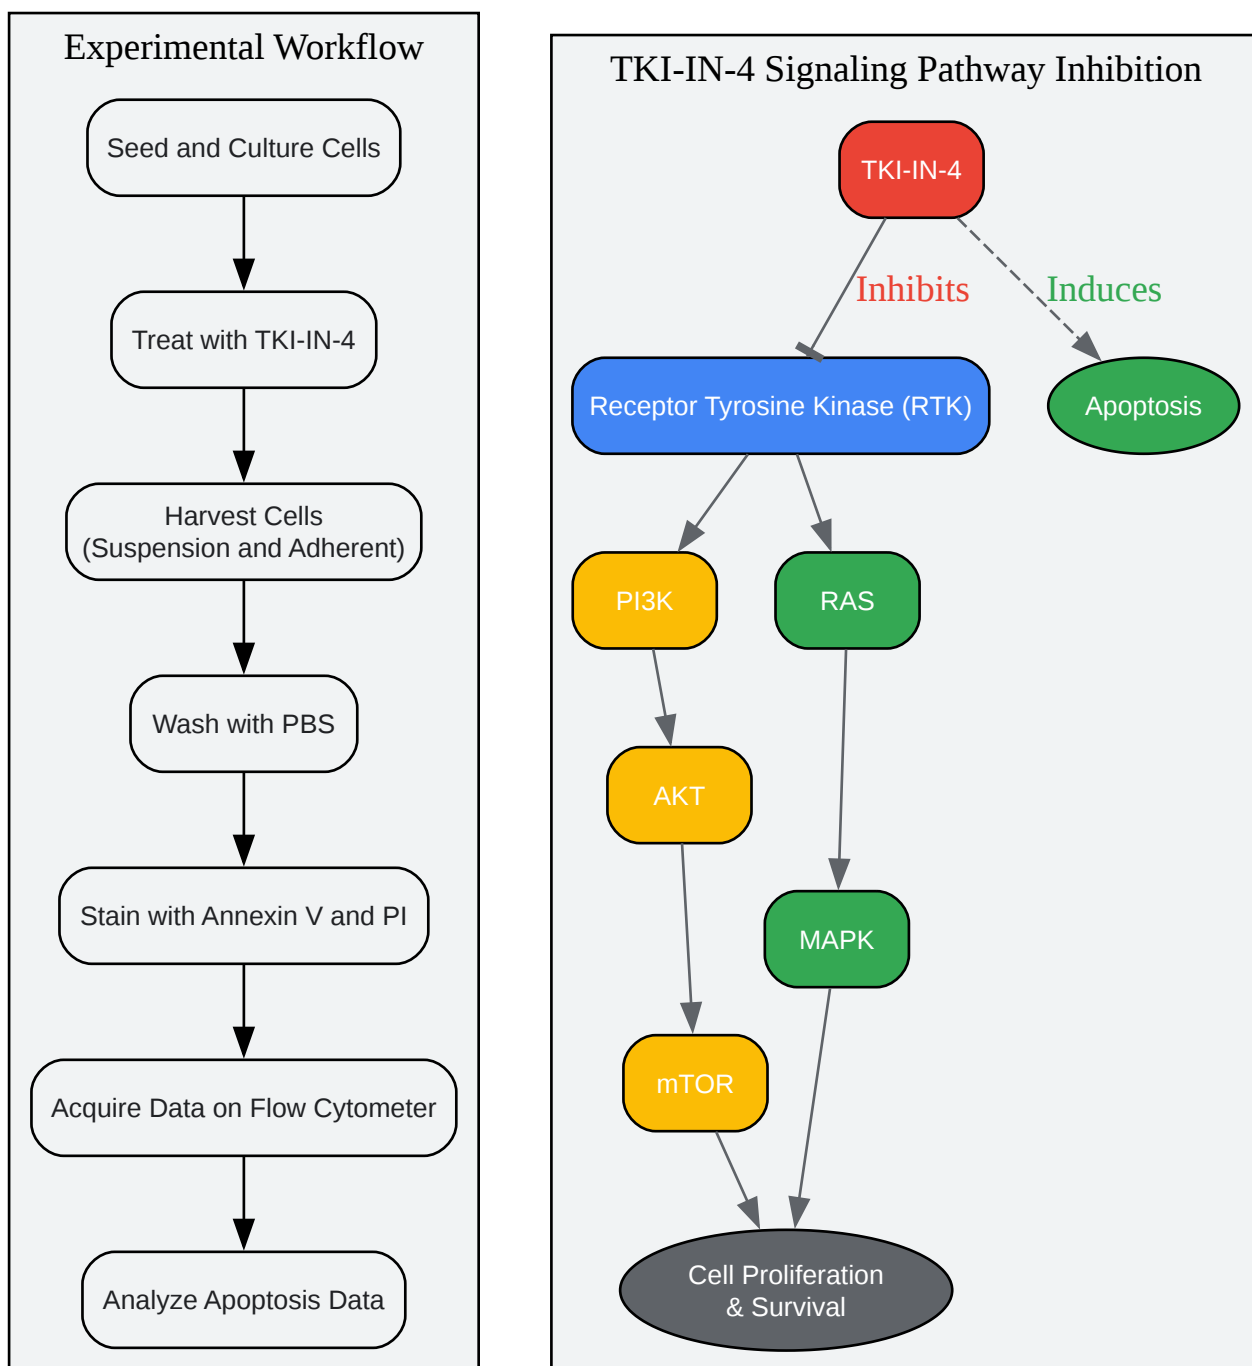 Experimental Workflow
Seed and Culture Cells
Treat with TKI-IN-4
Harvest Cells
(Suspension and Adherent)
Wash with PBS
Stain with Annexin V and PI
Acquire Data on Flow Cytometer
Analyze Apoptosis Data
TKI-IN-4 Signaling Pathway Inhibition
TKI-IN-4
Inhibits
Induces
Receptor Tyrosine Kinase (RTK)
Apoptosis
PI3K
RAS
AKT
MAPK
mTOR
Cell Proliferation
& Survival